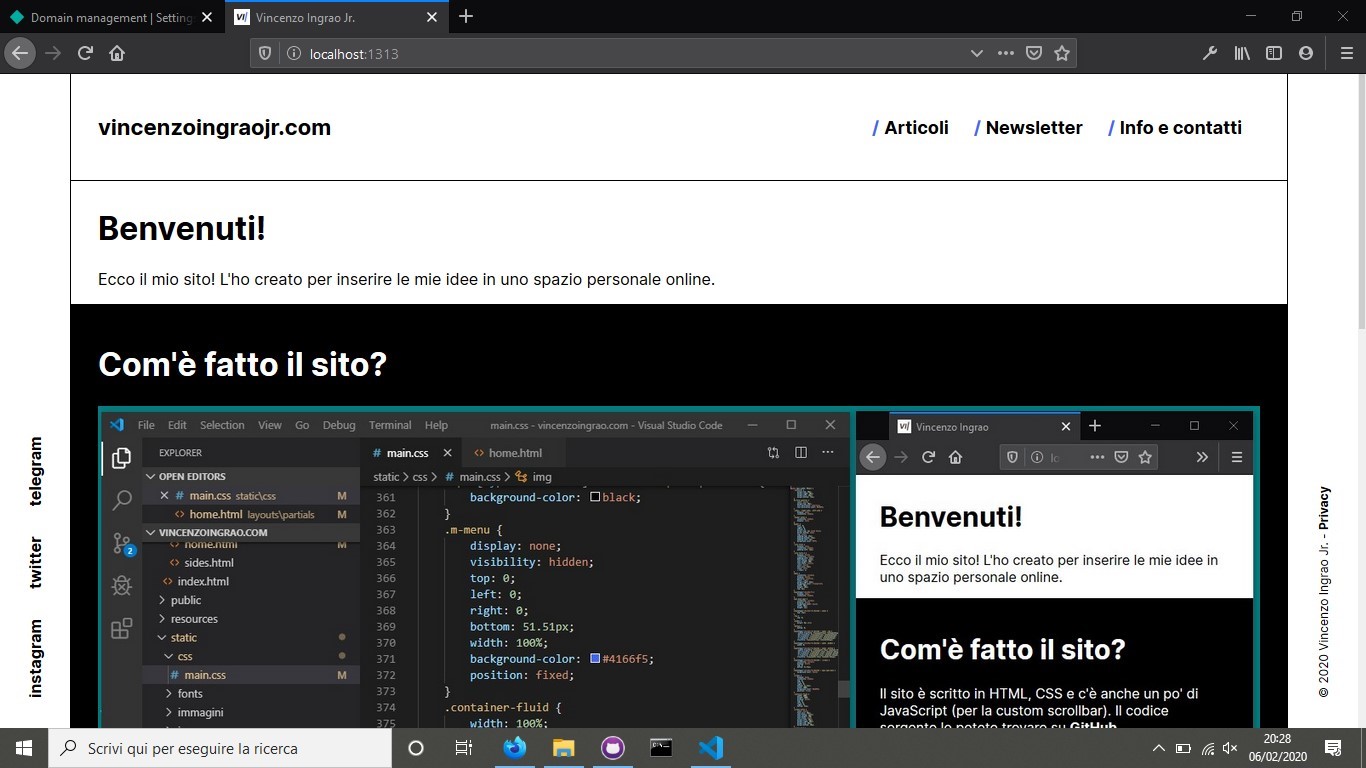 Domain management | Setting
Vincenzo Ingrao Jr.
localhost:1313
vincenzoingraojr.com
/ Articoli / Newsletter / Info e contatti
Benvenuti!
Ecco il mio sito! L'ho creato per inserire le mie idee in uno spazio personale online.
Com'è fatto il sito?
File Edit Selection View Go Debug Terminal Help
main.css - vincenzoingrao.com - Visual Studio Code
EXPLORER
OPEN EDITORS
main.css static\css M
home.html layouts\partials M
VINCENZOINGRAO.COM
home.html M
sides.html
index.html
public
resources
static
css
# main.css M
fonts
immagini
2
# main.css
home.html
static > css > # main.css > img
361 background-color: black;
362 }
363 .m-menu {
364 display: none;
365 visibility: hidden;
366 top: 0;
367 left: 0;
368 right: 0;
369 bottom: 51.51px;
370 width: 100%;
371 background-color: #4166f5;
372 position: fixed;
373 }
374 .container-fluid {
375 width: 100%;
Vincenzo Ingrao
lo
Benvenuti!
Ecco il mio sito! L'ho creato per inserire le mie idee in
uno spazio personale online.
Com'è fatto il sito?
Il sito è scritto in HTML, CSS e c'è anche un po' di
JavaScript (per la custom scrollbar). Il codice
sorgente lo potete trovare su GitHub
telegram
twitter
instagram
© 2020 Vincenzo Ingrao Jr. - Privacy
Scrivi qui per eseguire la ricerca
20:28
06/02/2020